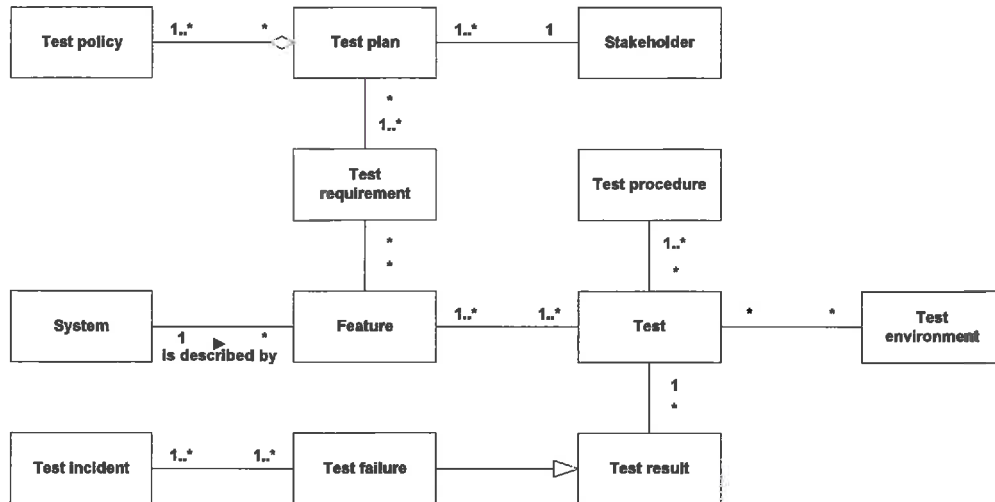 Test policy
1..*
*
Test plan
1..*
1
Stakeholder
*
1..*
Test
requirement
Test procedure
*
*
1..*
*
System
1
*
is described by
Feature
1..*
1..*
Test
*
*
Test
environment
1
*
Test incident
1..*
1..*
Test failure
Test result